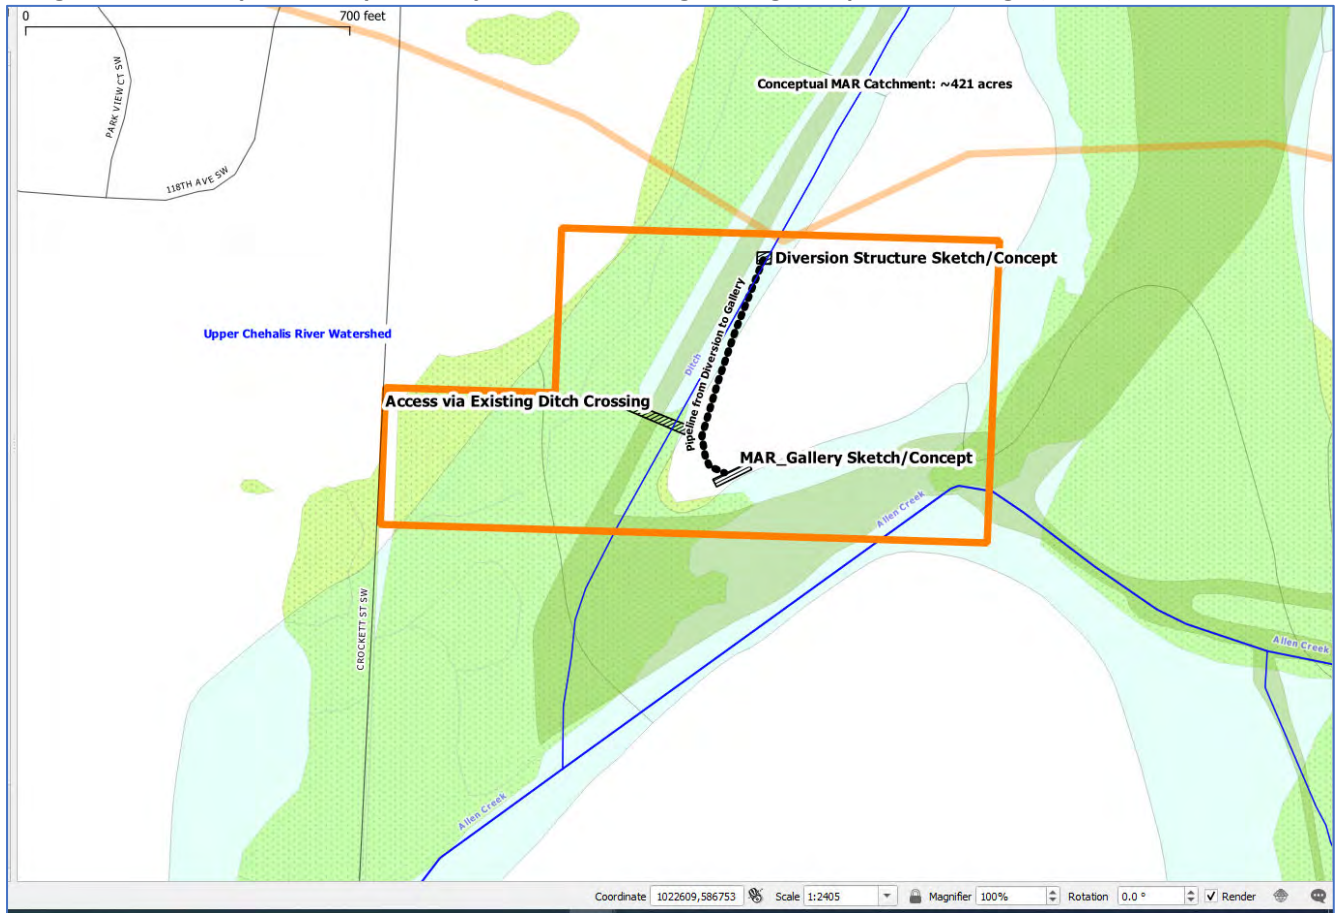 0
700 feet
Conceptual MAR Catchment: ~421 acres
PARK VIEW CT SW
118TH AVE SW
Diversion Structure Sketch/Concept
Pipeline from Diversion to Gallery
Upper Chehalis River Watershed
Ditch
Access via Existing Ditch Crossing
MAR_Gallery Sketch/Concept
Allen Creek
CROCKETT ST SW
Allen Creek
Allen Creek
Coordinate 1022609,586753 Scale 1:2405 Magnifier 100% Rotation 0.0 ° Render